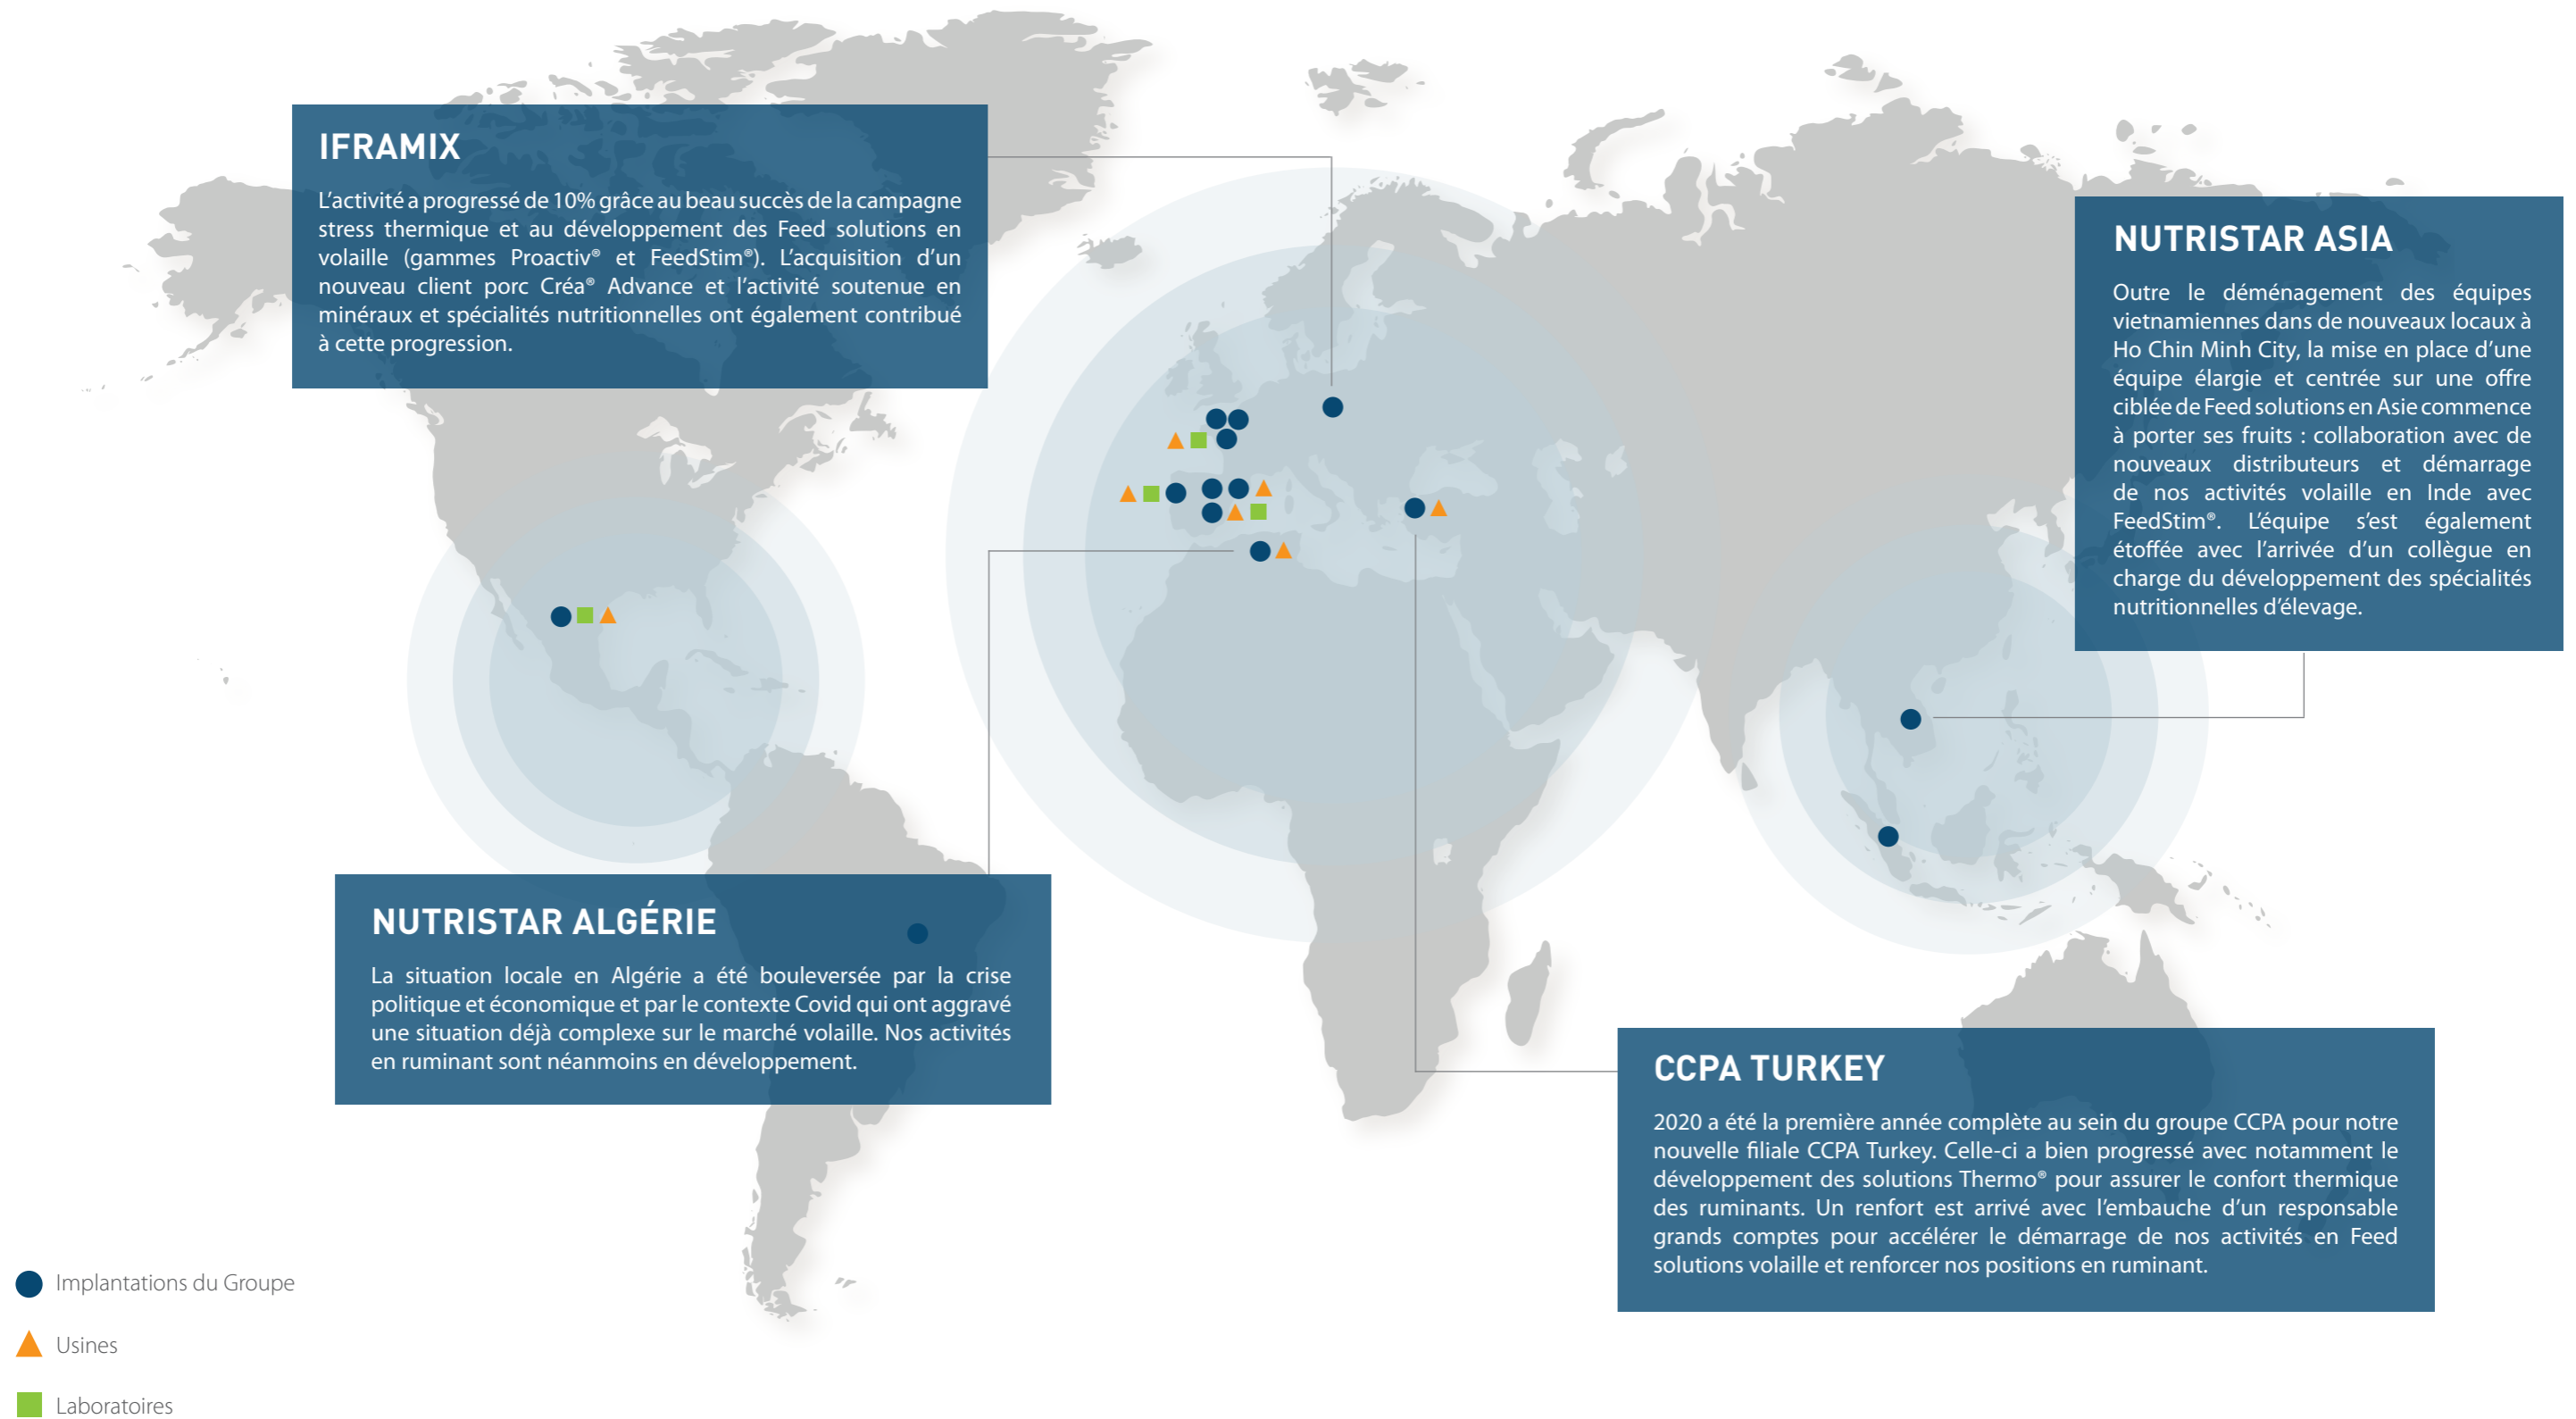 IFRAMIX
L’activité a progressé de 10% grâce au beau succès de la campagne
stress thermique et au développement des Feed solutions en
volaille (gammes Proactiv® et FeedStim®). L’acquisition d’un
nouveau client porc Créa® Advance et l’activité soutenue en
minéraux et spécialités nutritionnelles ont également contribué
à cette progression.
NUTRISTAR ASIA
Outre le déménagement des équipes
vietnamiennes dans de nouveaux locaux à
Ho Chin Minh City, la mise en place d’une
équipe élargie et centrée sur une offre
ciblée de Feed solutions en Asie commence
à porter ses fruits : collaboration avec de
nouveaux distributeurs et démarrage
de nos activités volaille en Inde avec
FeedStim®. L’équipe s’est également
étoffée avec l’arrivée d’un collègue en
charge du développement des spécialités
nutritionnelles d’élevage.
NUTRISTAR ALGÉRIE
La situation locale en Algérie a été bouleversée par la crise
politique et économique et par le contexte Covid qui ont aggravé
une situation déjà complexe sur le marché volaille. Nos activités
en ruminant sont néanmoins en développement.
CCPA TURKEY
2020 a été la première année complète au sein du groupe CCPA pour notre
nouvelle filiale CCPA Turkey. Celle-ci a bien progressé avec notamment le
développement des solutions Thermo® pour assurer le confort thermique
des ruminants. Un renfort est arrivé avec l’embauche d’un responsable
grands comptes pour accélérer le démarrage de nos activités en Feed
solutions volaille et renforcer nos positions en ruminant.
Implantations du Groupe
Usines
Laboratoires